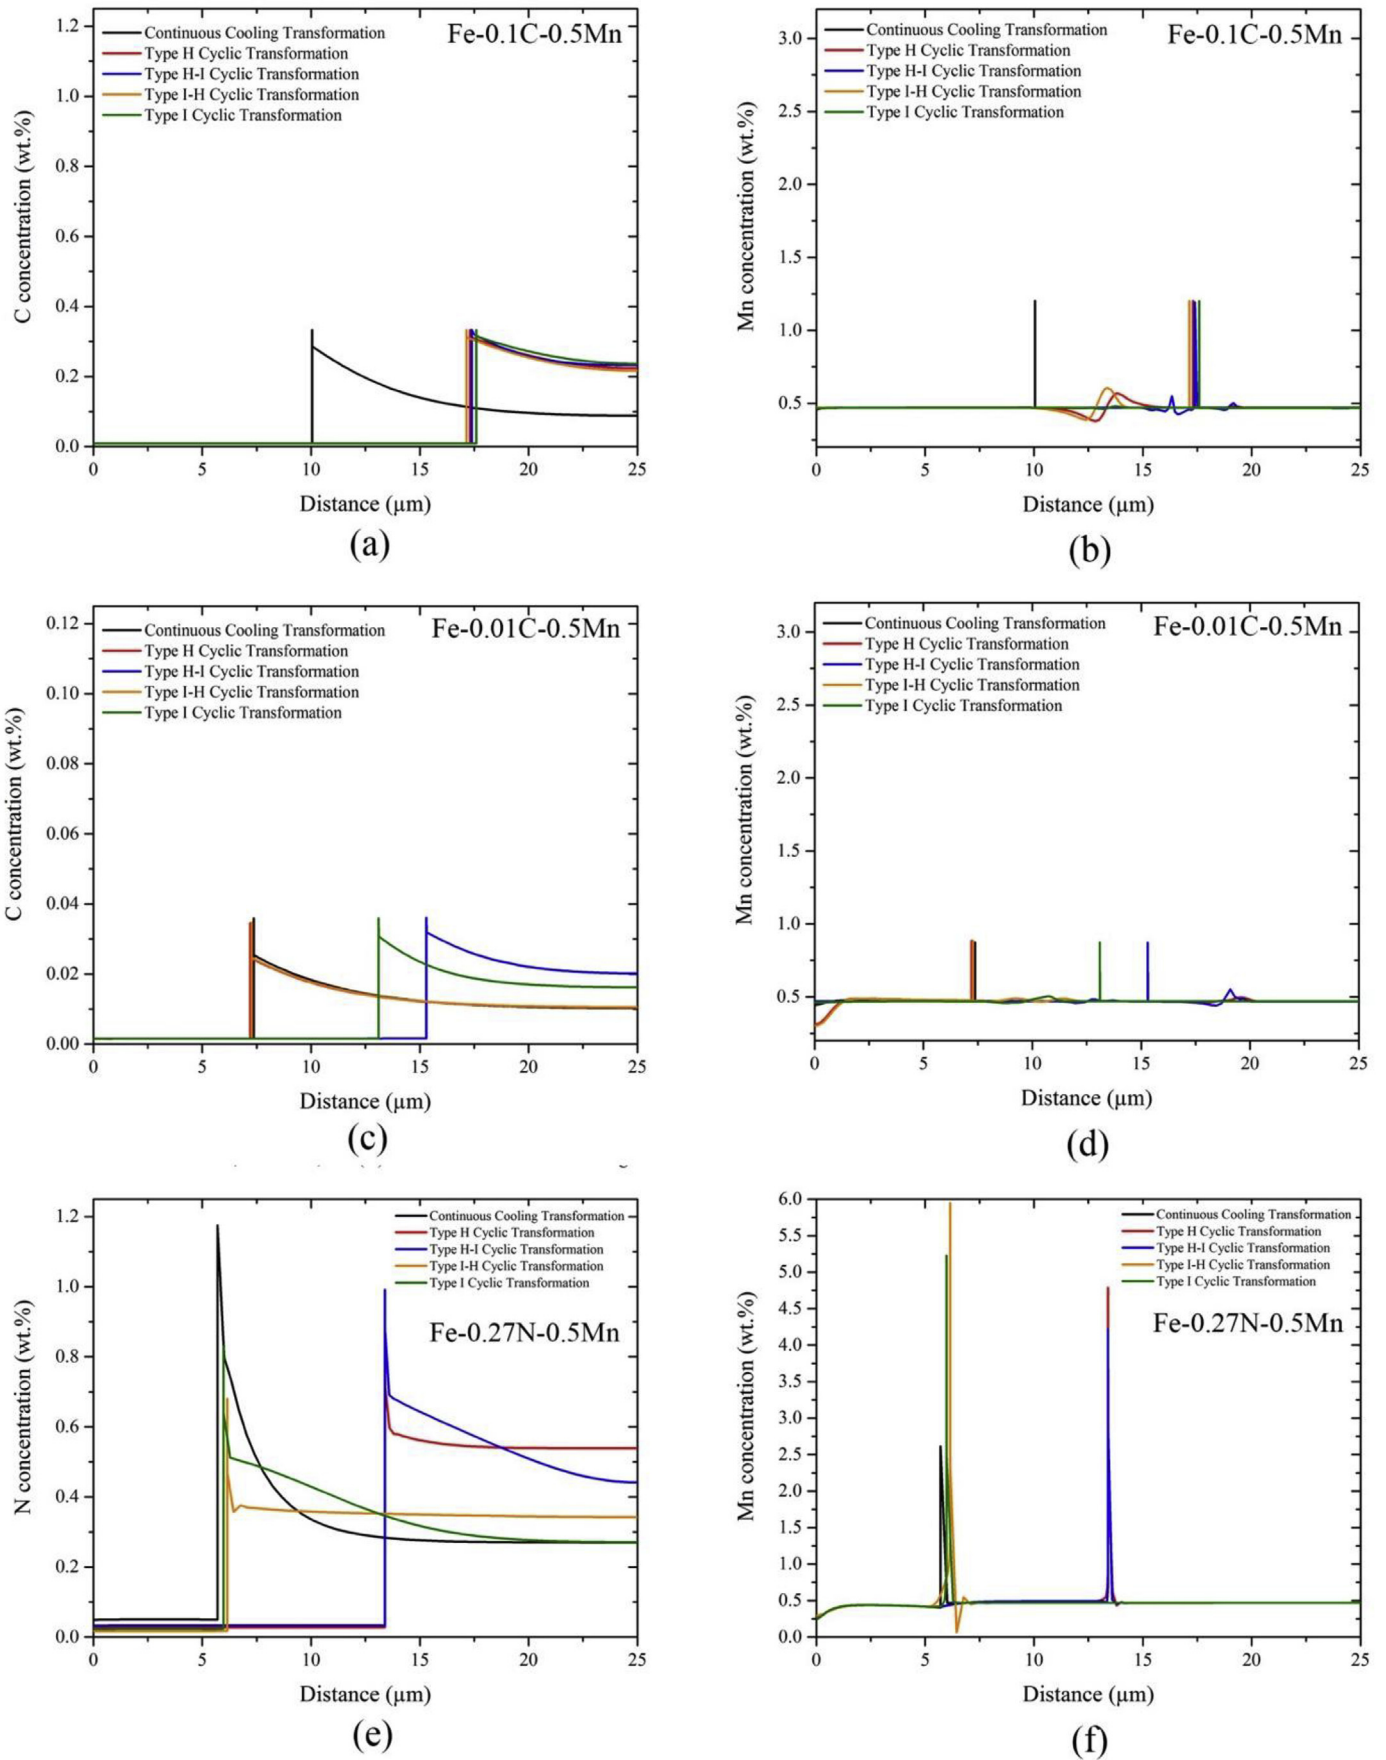 Fe-0.1C-0.5Mn
Continuous Cooling Transformation
Type H Cyclic Transformation
Type H-I Cyclic Transformation
Type I-H Cyclic Transformation
Type I Cyclic Transformation
C concentration (wt.%)
1.2
1.0
0.8
0.6
0.4
0.2
0.0
0 5 10 15 20 25
Distance (µm)
(a)
Fe-0.1C-0.5Mn
Continuous Cooling Transformation
Type H Cyclic Transformation
Type H-I Cyclic Transformation
Type I-H Cyclic Transformation
Type I Cyclic Transformation
Mn concentration (wt.%)
3.0
2.5
2.0
1.5
1.0
0.5
0 5 10 15 20 25
Distance (µm)
(b)
Fe-0.01C-0.5Mn
Continuous Cooling Transformation
Type H Cyclic Transformation
Type H-I Cyclic Transformation
Type I-H Cyclic Transformation
Type I Cyclic Transformation
C concentration (wt.%)
0.12
0.10
0.08
0.06
0.04
0.02
0.00
0 5 10 15 20 25
Distance (µm)
(c)
Fe-0.01C-0.5Mn
Continuous Cooling Transformation
Type H Cyclic Transformation
Type H-I Cyclic Transformation
Type I-H Cyclic Transformation
Type I Cyclic Transformation
Mn concentration (wt.%)
3.0
2.5
2.0
1.5
1.0
0.5
0 5 10 15 20 25
Distance (µm)
(d)
Continuous Cooling Transformation
Type H Cyclic Transformation
Type H-I Cyclic Transformation
Type I-H Cyclic Transformation
Type I Cyclic Transformation
Fe-0.27N-0.5Mn
N concentration (wt.%)
1.2
1.0
0.8
0.6
0.4
0.2
0.0
0 5 10 15 20 25
Distance (µm)
(e)
Continuous Cooling Transformation
Type H Cyclic Transformation
Type H-I Cyclic Transformation
Type I-H Cyclic Transformation
Type I Cyclic Transformation
Fe-0.27N-0.5Mn
Mn concentration (wt.%)
6.0
5.5
5.0
4.5
4.0
3.5
3.0
2.5
2.0
1.5
1.0
0.5
0.0
0 5 10 15 20 25
Distance (µm)
(f)